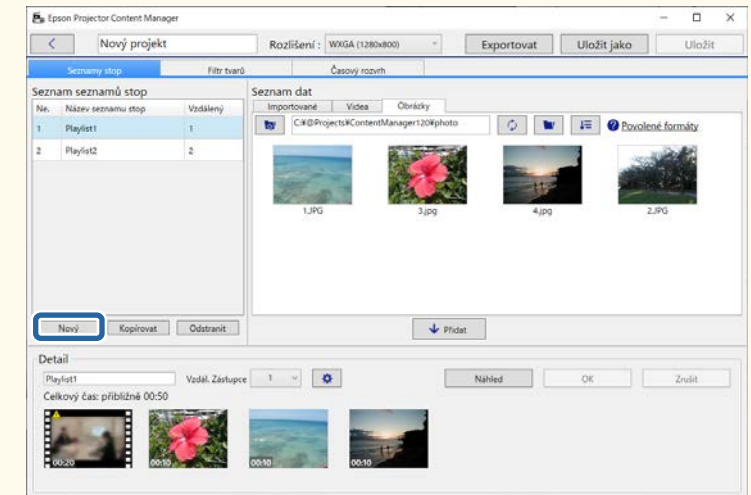 Epson Projector Content Manager
Nový projekt Rozlišení : WXGA (1280x800) Exportovat Uložit jako Uložit
Seznamy stop Filtr tvarů Časový rozvrh
Seznam seznamů stop
Ne. Název seznamu stop Vzdálený
1 Playlist1 1
2 Playlist2 2
Seznam dat
Importované Videa Obrázky
C:¥@Projects¥ContentManager120¥photo Povolené formáty
1.JPG 3.jpg 4.jpg 2.JPG
Nový Kopírovat Odstranit Přidat
Detail
Playlist1 Vzdál. Zástupce 1 Náhled OK Zrušit
Celkový čas: přibližně 00:50
00:20 00:10 00:10 00:10